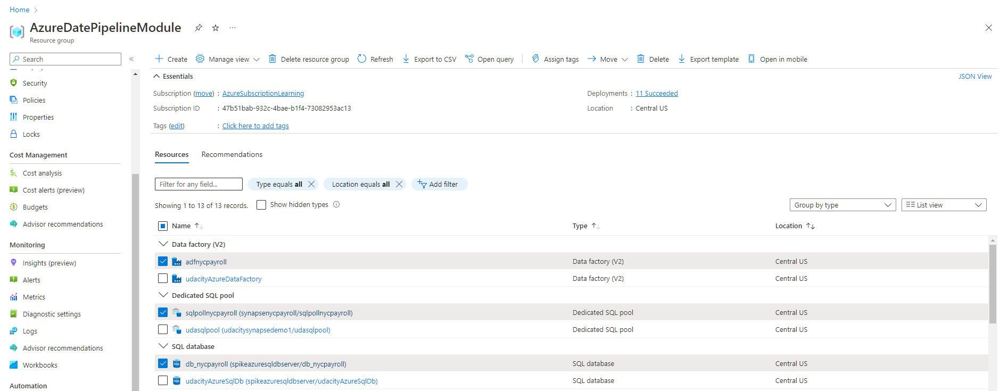 Home
AzureDatePipelineModule
Resource group
Search
Security
Policies
Properties
Locks
Cost Management
Cost analysis
Cost alerts (preview)
Budgets
Advisor recommendations
Monitoring
Insights (preview)
Alerts
Metrics
Diagnostic settings
Logs
Advisor recommendations
Workbooks
Automation
Create Manage view Delete resource group Refresh Export to CSV Open query Assign tags Move Delete Export template Open in mobile
Essentials JSON View
Subscription (move) : AzureSubscriptionLearning Deployments : 11 Succeeded
Subscription ID : 47b51bab-932c-4bae-b1f4-73082953ac13 Location : Central US
Tags (edit) : Click here to add tags
Resources Recommendations
Filter for any field... Type equals all Location equals all Add filter
Showing 1 to 13 of 13 records. Show hidden types Group by type List view
Name Type Location
Data factory (V2)
adfnycpayroll Data factory (V2) Central US
udacityAzureDataFactory Data factory (V2) Central US
Dedicated SQL pool
sqlpollnycpayroll (synapsenycpayroll/sqlpollnycpayroll) Dedicated SQL pool Central US
udasqlpool (udacitysynapsedemo1/udasqlpool) Dedicated SQL pool Central US
SQL database
db_nycpayroll (spikeazuresqldbserver/db_nycpayroll) SQL database Central US
udacityAzureSqlDb (spikeazuresqldbserver/udacityAzureSqlDb) SQL database Central US